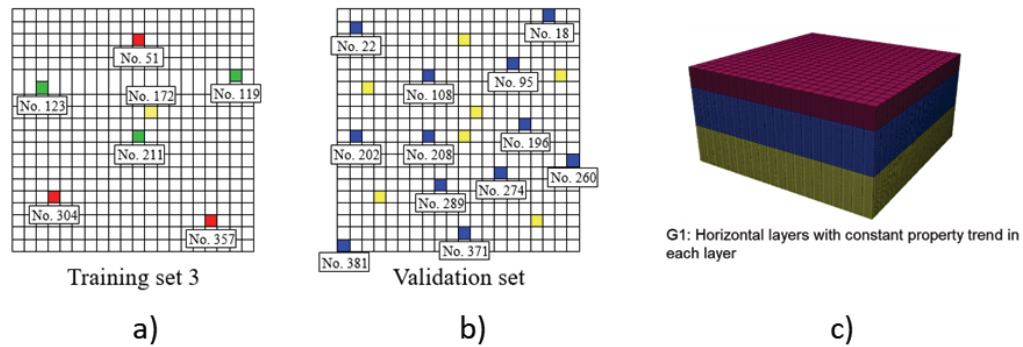 No. 51
No. 123
No. 172
No. 119
No. 211
No. 304
No. 357
Training set 3
a)
No. 22
No. 18
No. 95
No. 108
No. 196
No. 202
No. 208
No. 260
No. 274
No. 289
No. 371
No. 381
Validation set
b)
G1: Horizontal layers with constant property trend in
each layer
c)